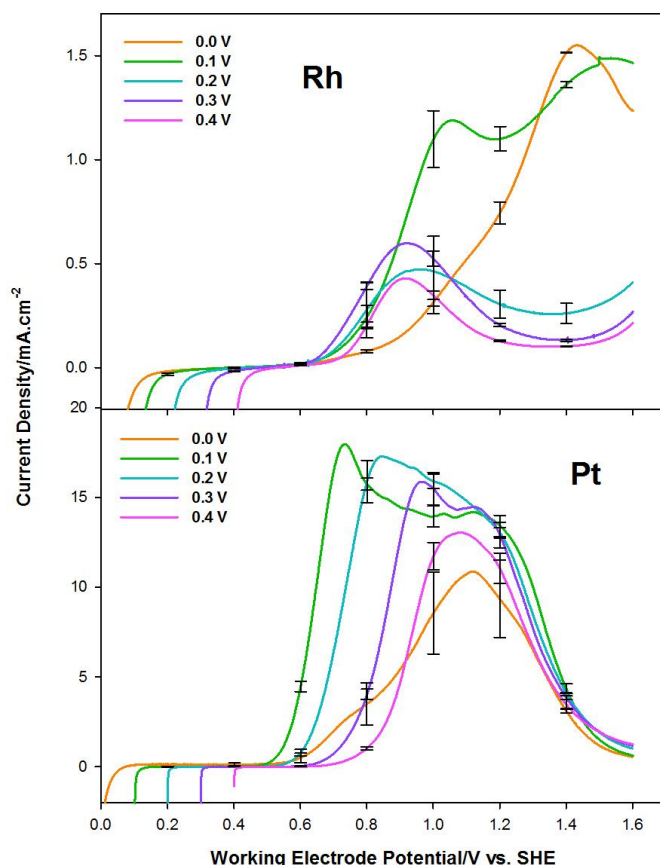 Rh
0.0 V
0.1 V
0.2 V
0.3 V
0.4 V
1.5
1.0
0.5
0.0
Current Density/mA.cm-2
Pt
0.0 V
0.1 V
0.2 V
0.3 V
0.4 V
20
15
10
5
0
0.0 0.2 0.4 0.6 0.8 1.0 1.2 1.4 1.6
Working Electrode Potential/V vs. SHE